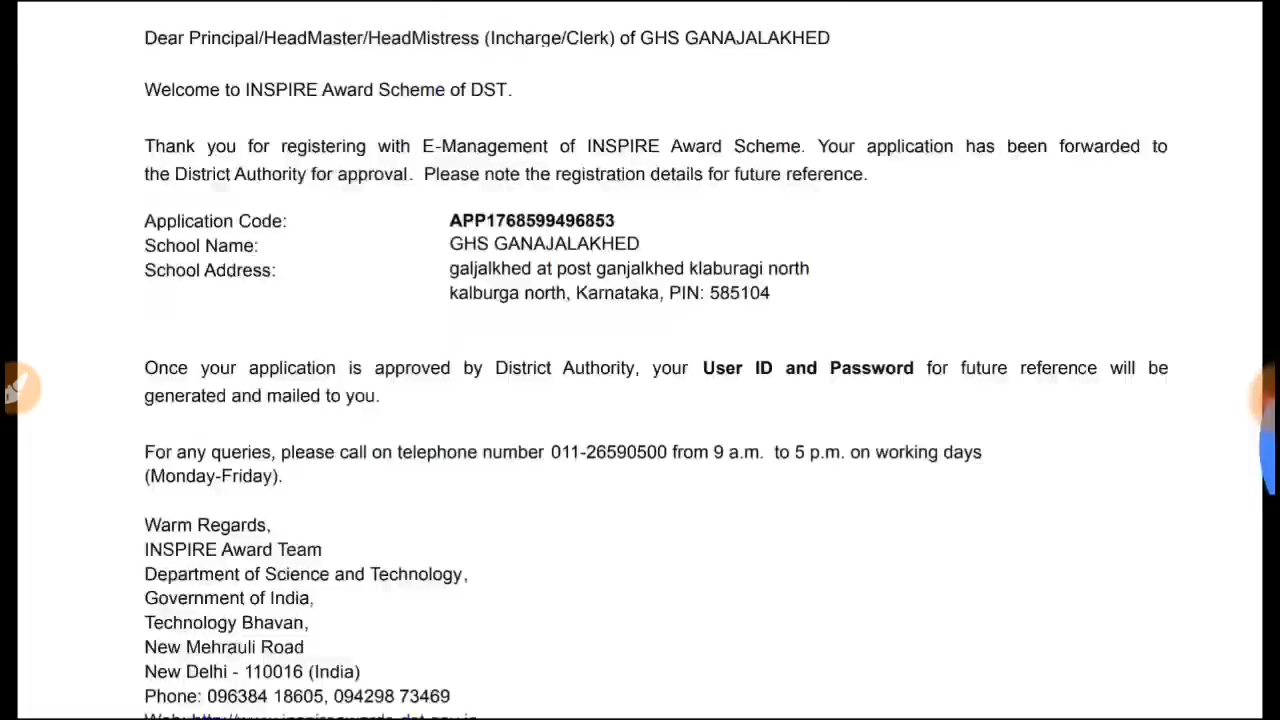 Dear Principal/HeadMaster/HeadMistress (Incharge/Clerk) of GHS GANAJALAKHED
Welcome to INSPIRE Award Scheme of DST.
Thank you for registering with E-Management of INSPIRE Award Scheme. Your application has been forwarded to
the District Authority for approval. Please note the registration details for future reference.
Application Code: APP1768599496853
School Name: GHS GANAJALAKHED
School Address: galjalkhed at post ganjalkhed klaburagi north
kalburga north, Karnataka, PIN: 585104
Once your application is approved by District Authority, your User ID and Password for future reference will be
generated and mailed to you.
For any queries, please call on telephone number 011-26590500 from 9 a.m. to 5 p.m. on working days
(Monday-Friday).
Warm Regards,
INSPIRE Award Team
Department of Science and Technology,
Government of India,
Technology Bhavan,
New Mehrauli Road
New Delhi - 110016 (India)
Phone: 096384 18605, 094298 73469